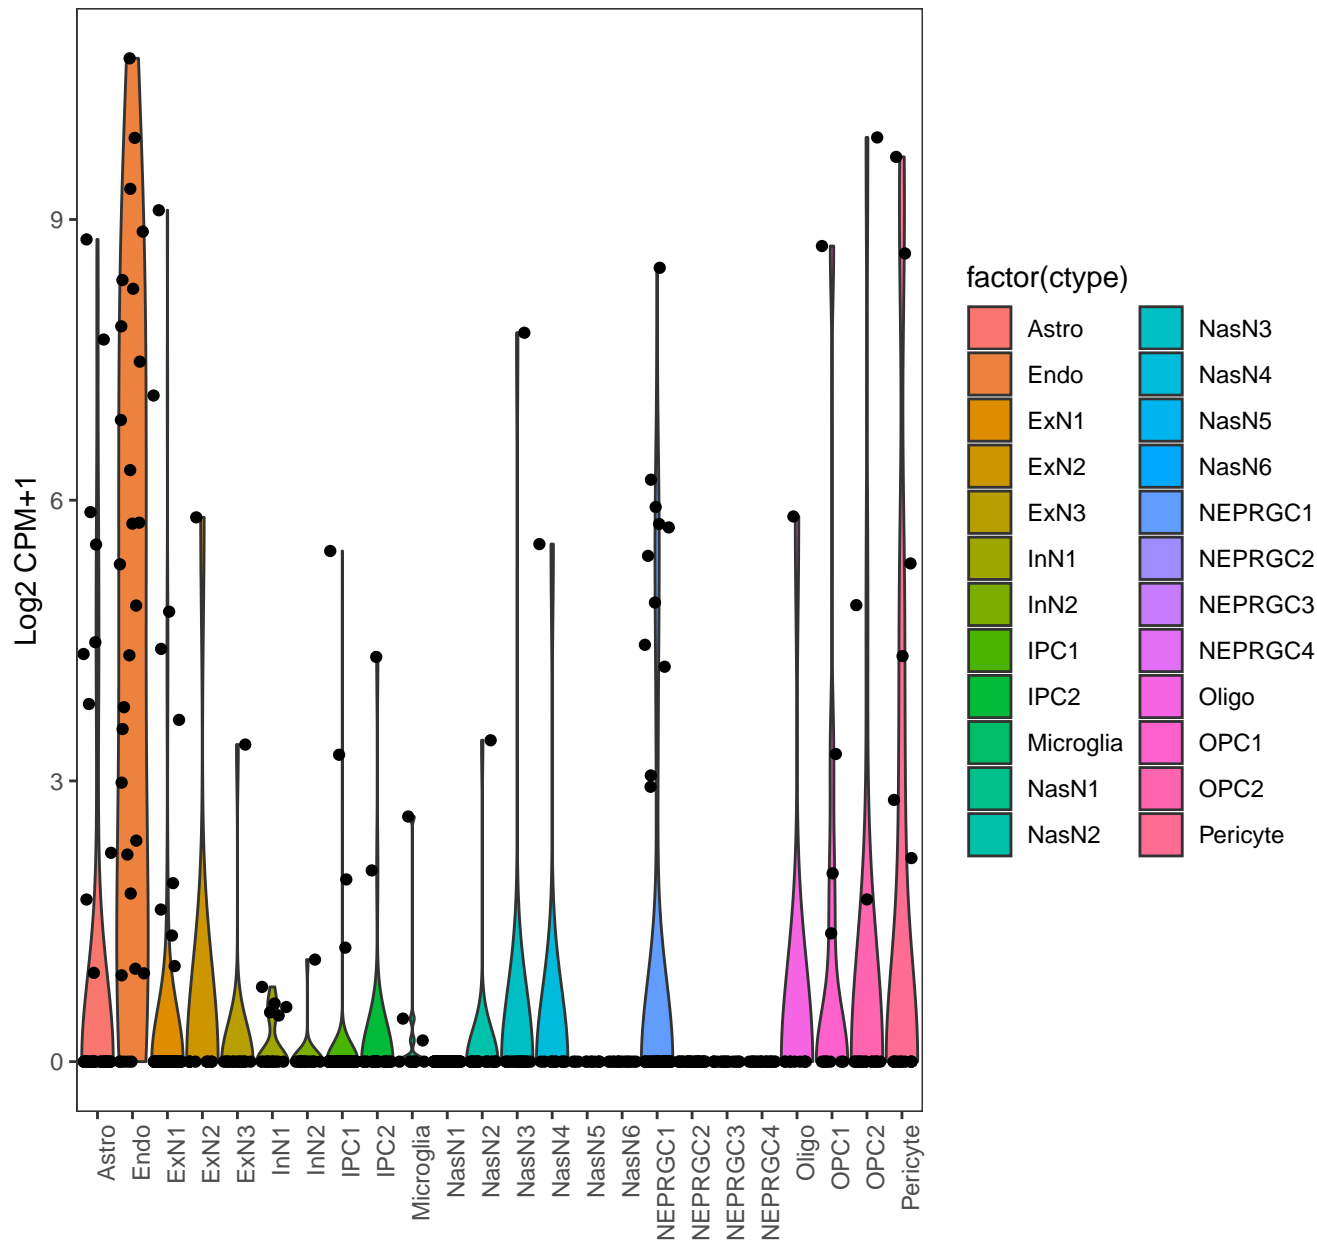 Log2 CPM+1
9
6
3
0
Astro
Endo
ExN1
ExN2
ExN3
InN1
InN2
IPC1
IPC2
Microglia
NasN1
NasN2
NasN3
NasN4
NasN5
NasN6
NEPRGC1
NEPRGC2
NEPRGC3
NEPRGC4
Oligo
OPC1
OPC2
Pericyte
factor(ctype)
Astro
Endo
ExN1
ExN2
ExN3
InN1
InN2
IPC1
IPC2
Microglia
NasN1
NasN2
NasN3
NasN4
NasN5
NasN6
NEPRGC1
NEPRGC2
NEPRGC3
NEPRGC4
Oligo
OPC1
OPC2
Pericyte